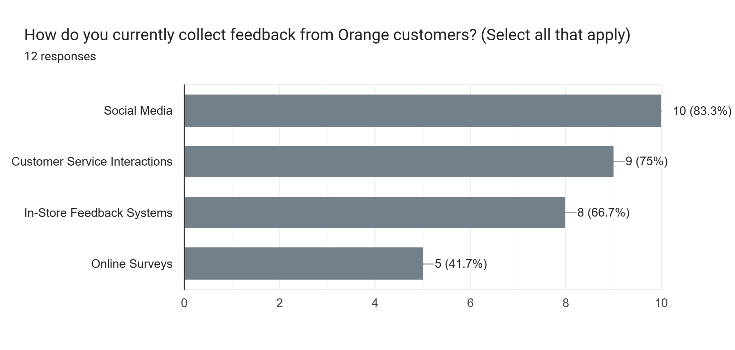 How do you currently collect feedback from Orange customers? (Select all that apply)
12 responses
Social Media
10 (83.3%)
Customer Service Interactions
9 (75%)
In-Store Feedback Systems
8 (66.7%)
Online Surveys
5 (41.7%)
0 2 4 6 8 10